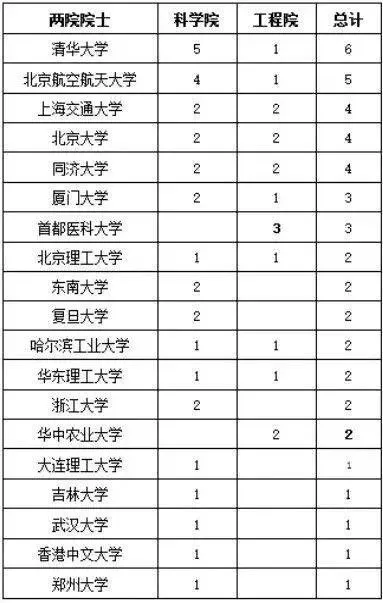 两院院士 科学院 工程院 总计
清华大学 5 1 6
北京航空航天大学 4 1 5
上海交通大学 2 2 4
北京大学 2 2 4
同济大学 2 2 4
厦门大学 2 1 3
首都医科大学 3 3
北京理工大学 1 1 2
东南大学 2 2
复旦大学 2 2
哈尔滨工业大学 1 1 2
华东理工大学 1 1 2
浙江大学 2 2
华中农业大学 2 2
大连理工大学 1 1
吉林大学 1 1
武汉大学 1 1
香港中文大学 1 1
郑州大学 1 1